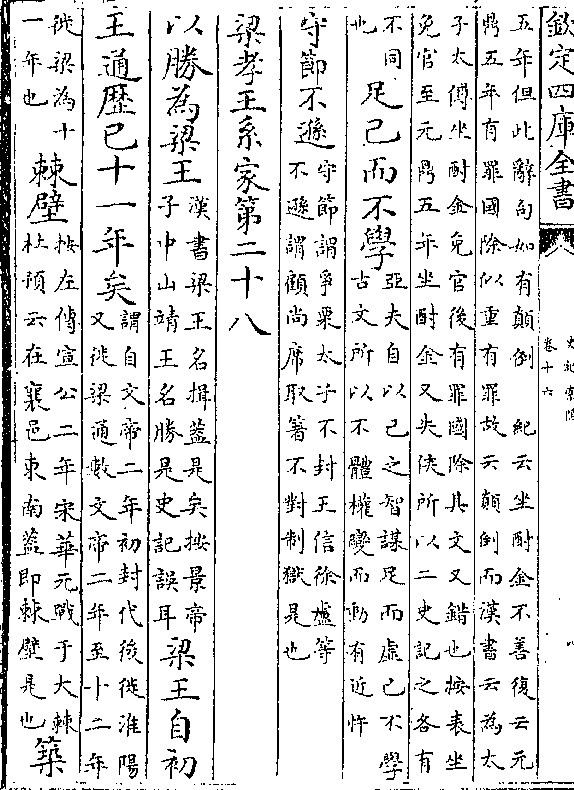 欽定四庫全書
史記索隱
卷十六
五年但此辭句如有顛倒 紀云坐酎金不善復云元
鼎五年有罪國除似重有罪故云顛倒而漢書云為太
子太傅坐酎金免官後有罪國除其文又錯也按表坐
免官至元鼎五年坐酎金又失侯所以二史記之各有
不同
也
足己而不學
亞夫自以己之智謀足而虛己不學
古文所以不體權變而動有近忤
守節不遜
守節謂爭栗太子不封王信徐盧等
不遜謂顧尚席取箸不對制獄是也
梁孝王系家第二十八
以勝為梁王
漢書梁王名揖蓋是矣按景帝
子中山靖王名勝是史記誤耳
梁王自初
王通歷已十一年矣
謂自文帝二年初封代後徙淮陽
又徙梁通數文帝二年至十二年
徙梁為十
一年也
棘壁
按左傳宣公二年宋華元戰于大棘
杜預云在襄邑東南蓋即棘壁是也
築